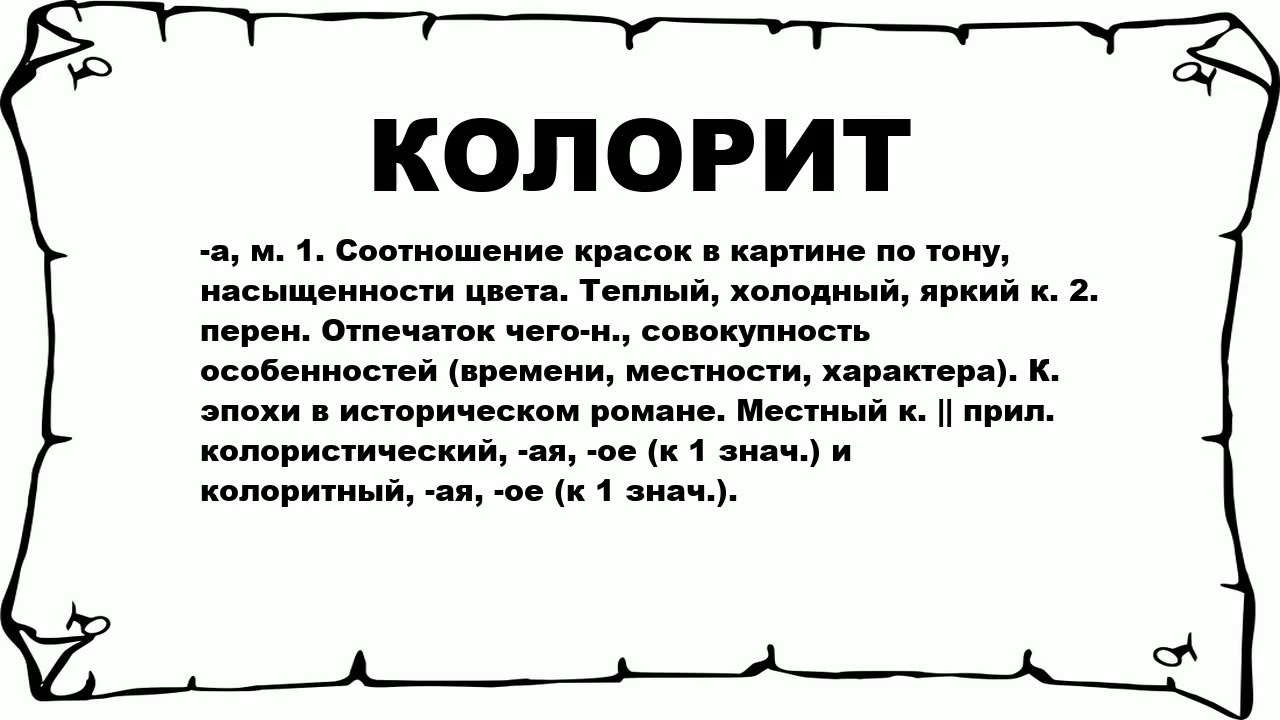 КОЛОРИТ
-а, м. 1. Соотношение красок в картине по тону,
насыщенности цвета. Теплый, холодный, яркий к. 2.
перен. Отпечаток чего-н., совокупность
особенностей (времени, местности, характера). К.
эпохи в историческом романе. Местный к. || прил.
колористический, -ая, -ое (к 1 знач.) и
колоритный, -ая, -ое (к 1 знач.).